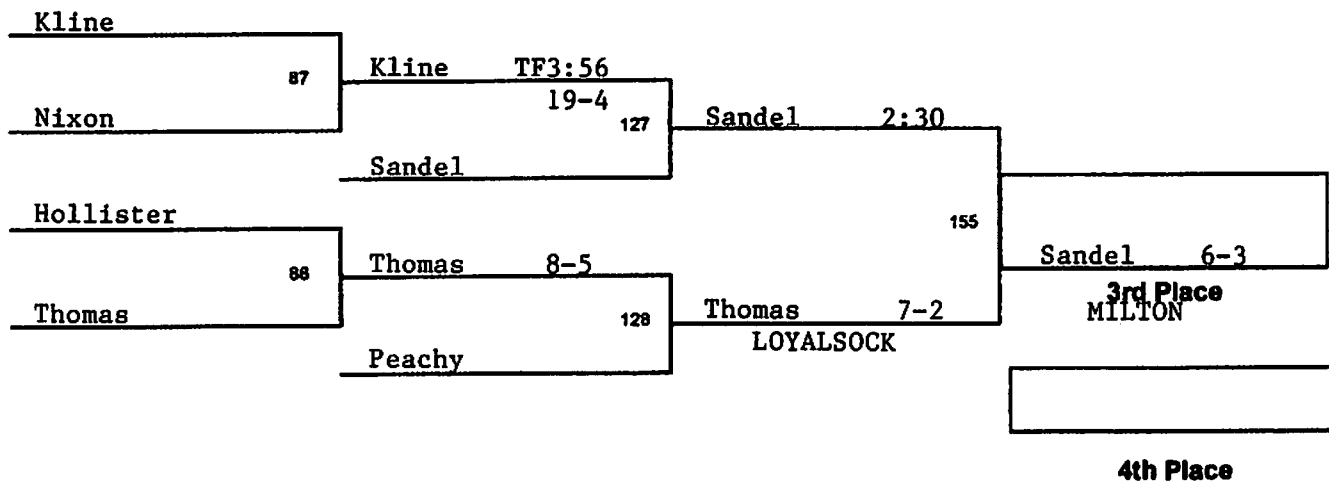 Kline
87
Kline TF3:56
19-4
Nixon
127
Sandel 2:30
Sandel
Hollister
155
88
Thomas 8-5
Sandel 6-3
3rd Place
Thomas
128
Thomas 7-2
MILTON
LOYALSOCK
Peachy
4th Place